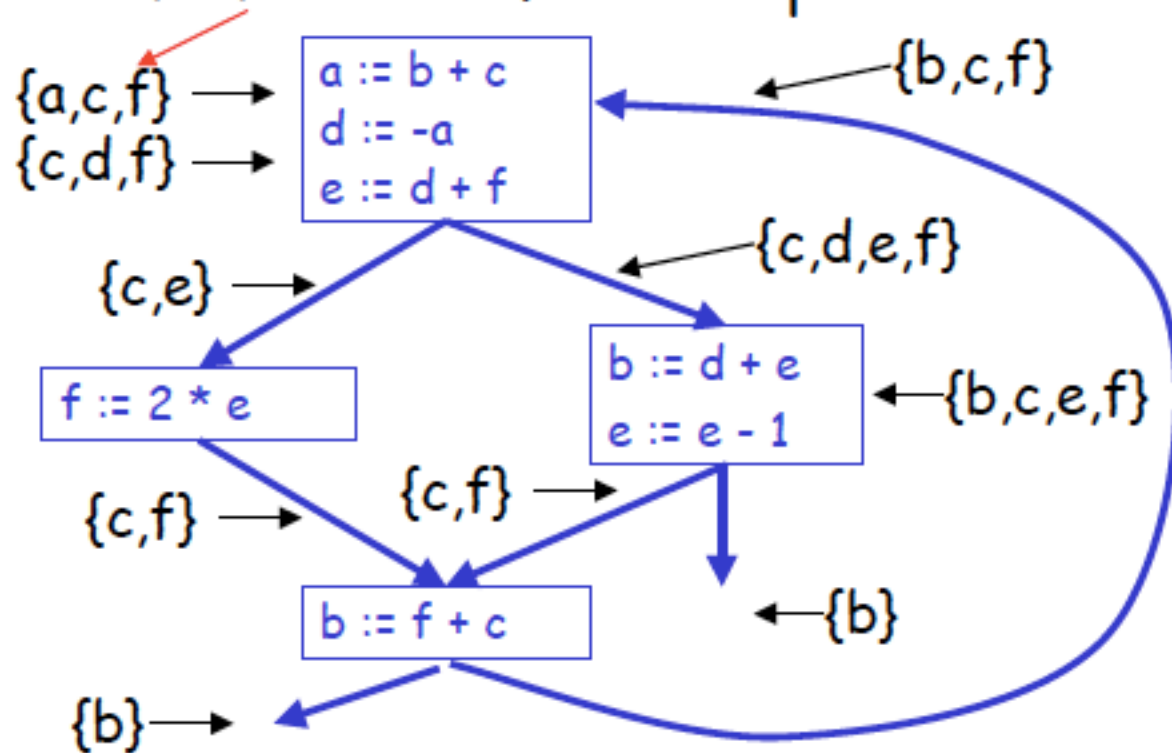 {b,c,f}
a := b + c
{a,c,f}
d := -a
{c,d,f}
e := d + f
{c,d,e,f}
{c,e}
b := d + e
f := 2 * e
{b,c,e,f}
e := e - 1
{c,f}
{c,f}
b := f + c
{b}
{b}